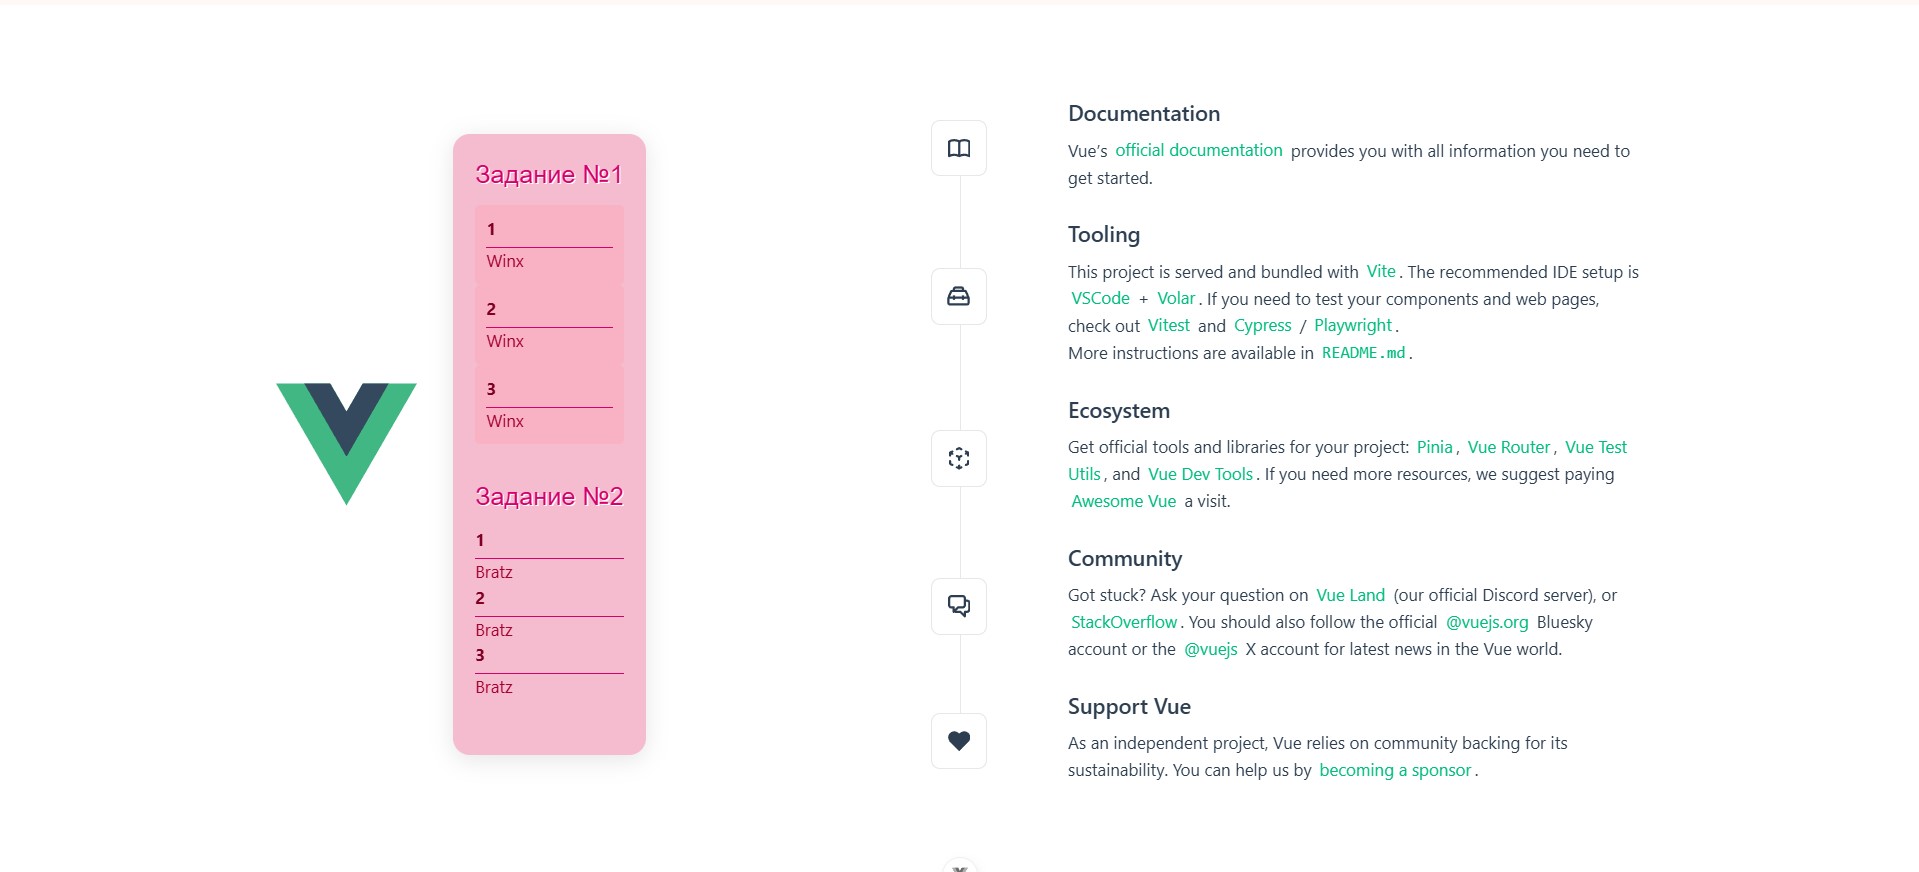 Задание №1
1
Winx
2
Winx
3
Winx
Задание №2
1
Bratz
2
Bratz
3
Bratz
Documentation
Vue’s official documentation provides you with all information you need to
get started.
Tooling
This project is served and bundled with Vite. The recommended IDE setup is
VSCode + Volar. If you need to test your components and web pages,
check out Vitest and Cypress / Playwright.
More instructions are available in README.md.
Ecosystem
Get official tools and libraries for your project: Pinia, Vue Router, Vue Test
Utils, and Vue Dev Tools. If you need more resources, we suggest paying
Awesome Vue a visit.
Community
Got stuck? Ask your question on Vue Land (our official Discord server), or
StackOverflow. You should also follow the official @vuejs.org Bluesky
account or the @vuejs X account for latest news in the Vue world.
Support Vue
As an independent project, Vue relies on community backing for its
sustainability. You can help us by becoming a sponsor.